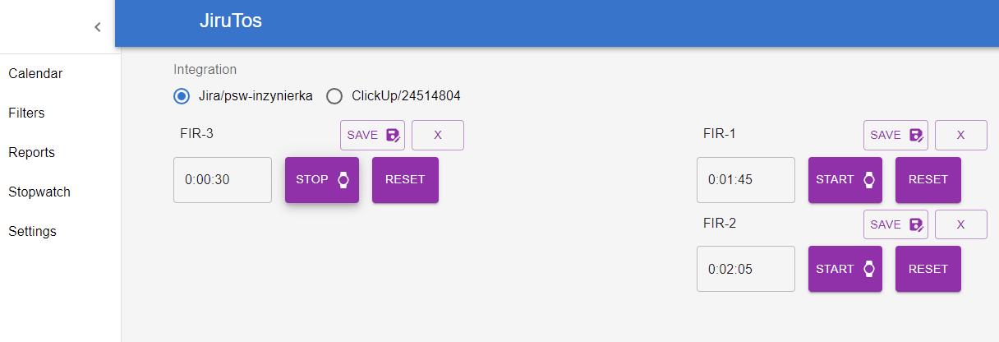 JiruTos
Calendar
Filters
Reports
Stopwatch
Settings
Integration
Jira/psw-inzynierka ClickUp/24514804
FIR-3 SAVE X
0:00:30 STOP RESET
FIR-1 SAVE X
0:01:45 START RESET
FIR-2 SAVE X
0:02:05 START RESET